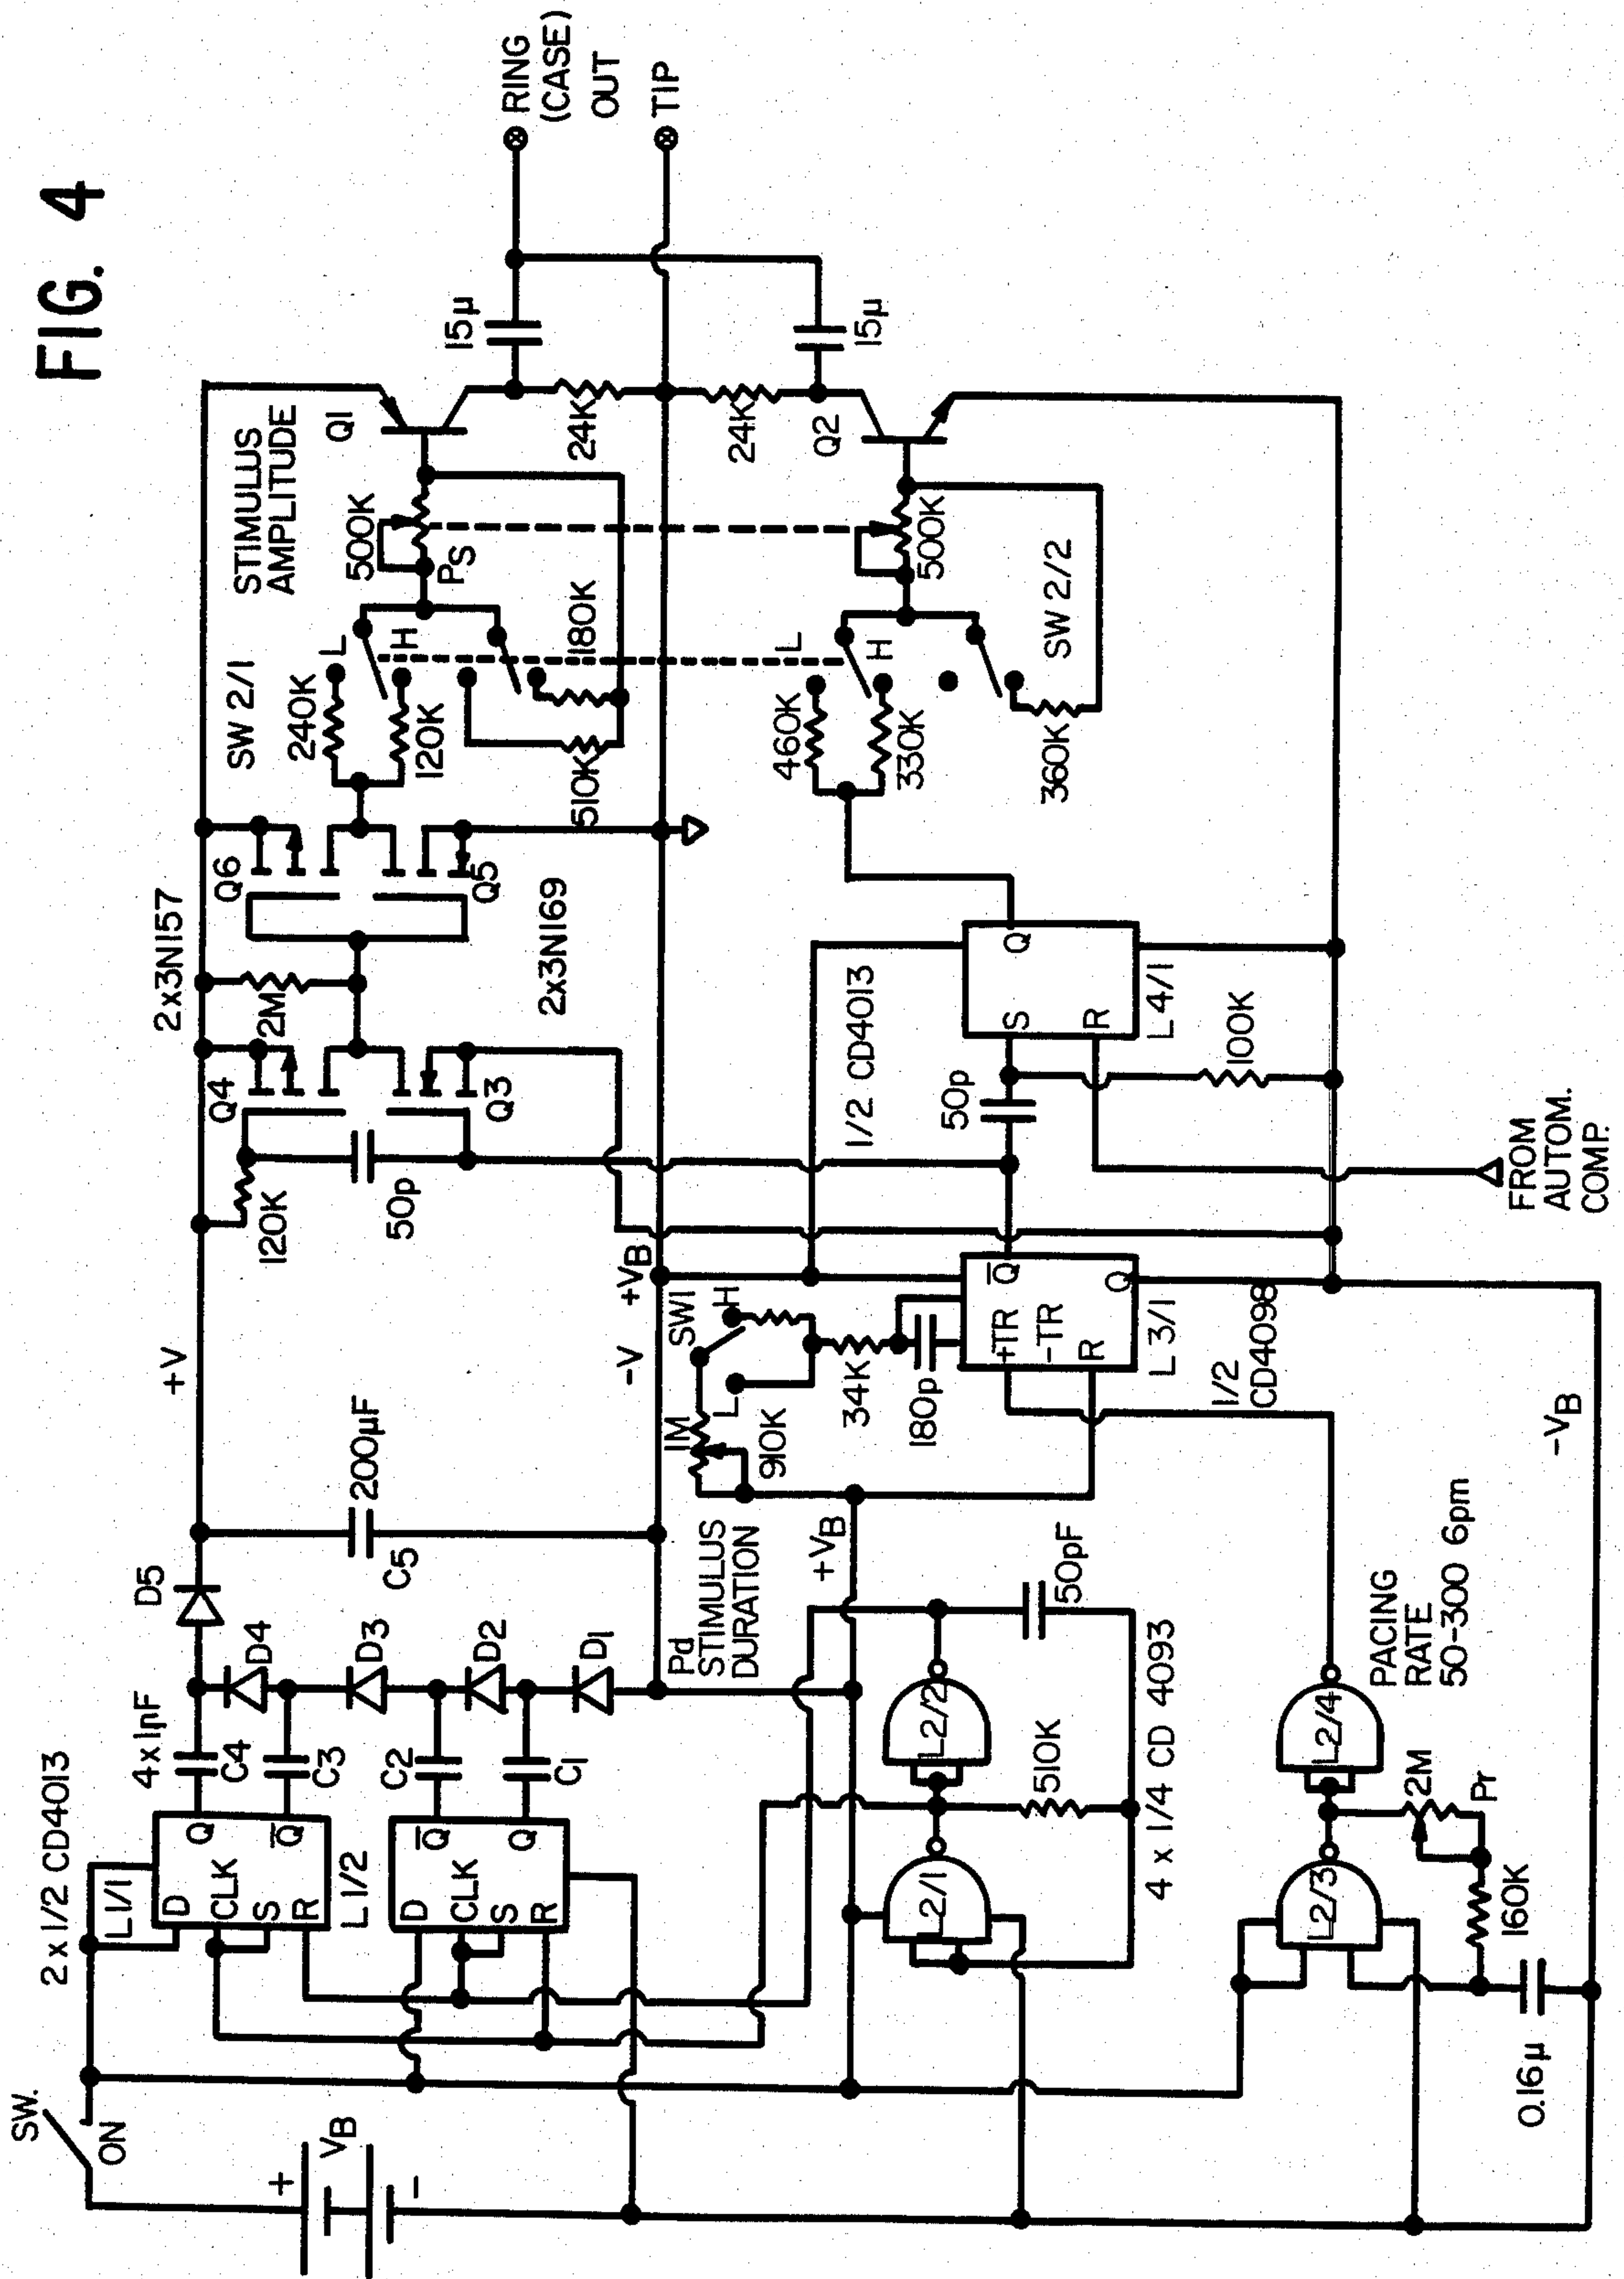 FIG. 4
SW.
ON
+
VB
-
2 x 1/2 CD4013
L 1/1
D
CLK
S
R
Q
Q̅
L 1/2
D
CLK
S
R
Q̅
Q
4x1pF
C4
C3
C2
C1
D5
D4
D3
D2
D1
200µF
C5
+V
-V
+VB
120K
50p
Q4
Q3
2M
2x3N157
2x3N169
Q6
Q5
SW 2/1
240K
120K
L
H
510K
180K
STIMULUS
AMPLITUDE
500K
PS
Q1
15µ
24K
24K
15µ
Q2
RING
(CASE)
OUT
TIP
460K
330K
L
H
360K
SW 2/2
500K
Pd
STIMULUS
DURATION
+VB
1M
SW1
H
L
910K
34K
180p
+TR
-TR
R
Q̅
Q
L 3/1
1/2
CD4098
50p
1/2 CD4013
S
R
Q
L 4/1
100K
FROM
AUTOM.
COMP.
L2/1
L2/2
510K
50pF
4 x 1/4 CD 4093
L2/3
L2/4
2M
Pr
160K
0.16µ
PACING
RATE
50-300 6pm
-VB